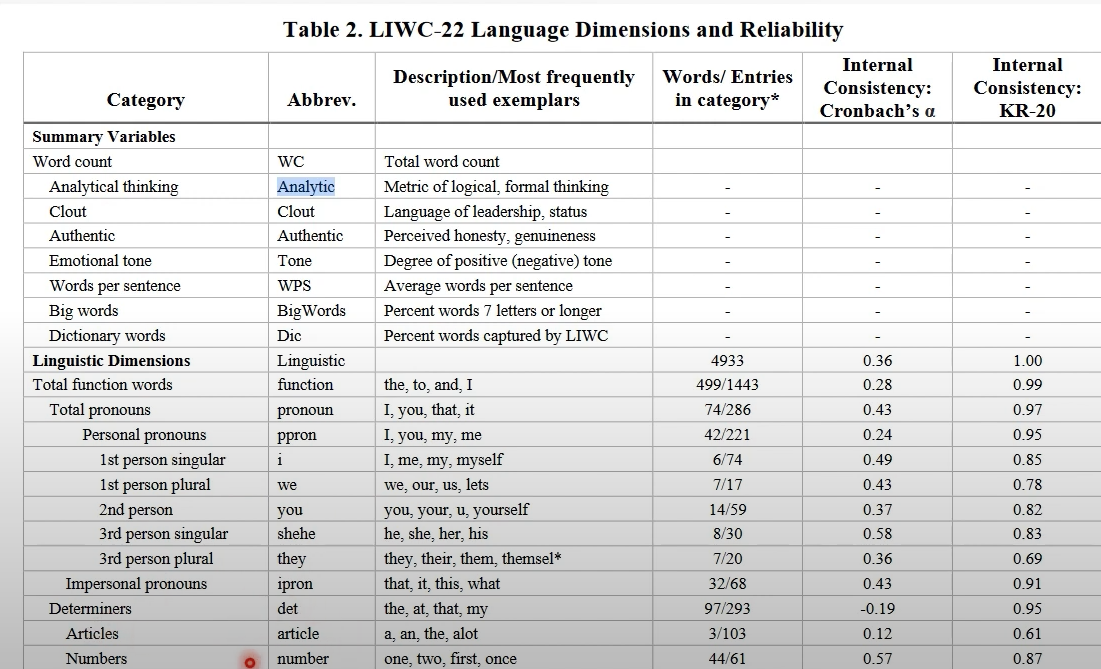 Table 2. LIWC-22 Language Dimensions and Reliability
Category Abbrev. Description/Most frequently used exemplars Words/ Entries in category* Internal Consistency: Cronbach’s α Internal Consistency: KR-20
Summary Variables
Word count WC Total word count
Analytical thinking Analytic Metric of logical, formal thinking - - -
Clout Clout Language of leadership, status - - -
Authentic Authentic Perceived honesty, genuineness - - -
Emotional tone Tone Degree of positive (negative) tone - - -
Words per sentence WPS Average words per sentence - - -
Big words BigWords Percent words 7 letters or longer - - -
Dictionary words Dic Percent words captured by LIWC - - -
Linguistic Dimensions Linguistic 4933 0.36 1.00
Total function words function the, to, and, I 499/1443 0.28 0.99
Total pronouns pronoun I, you, that, it 74/286 0.43 0.97
Personal pronouns ppron I, you, my, me 42/221 0.24 0.95
1st person singular i I, me, my, myself 6/74 0.49 0.85
1st person plural we we, our, us, lets 7/17 0.43 0.78
2nd person you you, your, u, yourself 14/59 0.37 0.82
3rd person singular shehe he, she, her, his 8/30 0.58 0.83
3rd person plural they they, their, them, themsel* 7/20 0.36 0.69
Impersonal pronouns ipron that, it, this, what 32/68 0.43 0.91
Determiners det the, at, that, my 97/293 -0.19 0.95
Articles article a, an, the, alot 3/103 0.12 0.61
Numbers number one, two, first, once 44/61 0.57 0.87